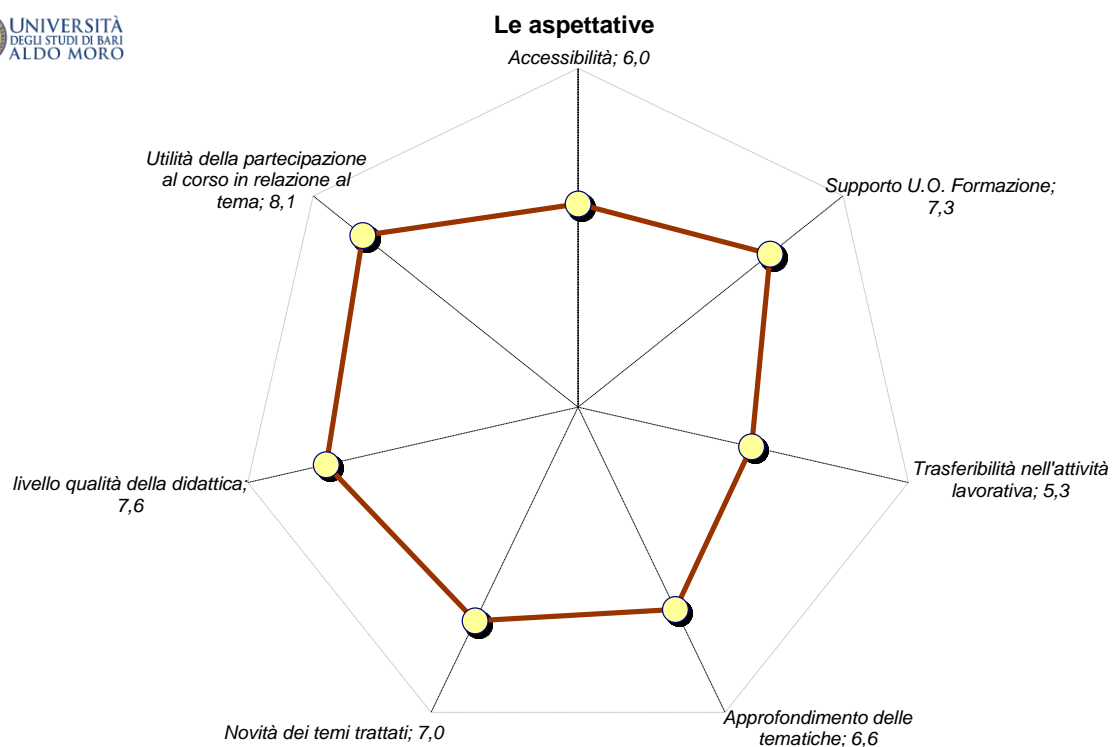 UNIVERSITÀ
DEGLI STUDI DI BARI
ALDO MORO
Le aspettative
Accessibilità; 6,0
Utilità della partecipazione
al corso in relazione al
tema; 8,1
Supporto U.O. Formazione;
7,3
livello qualità della didattica;
7,6
Trasferibilità nell'attività
lavorativa; 5,3
Novità dei temi trattati; 7,0
Approfondimento delle
tematiche; 6,6